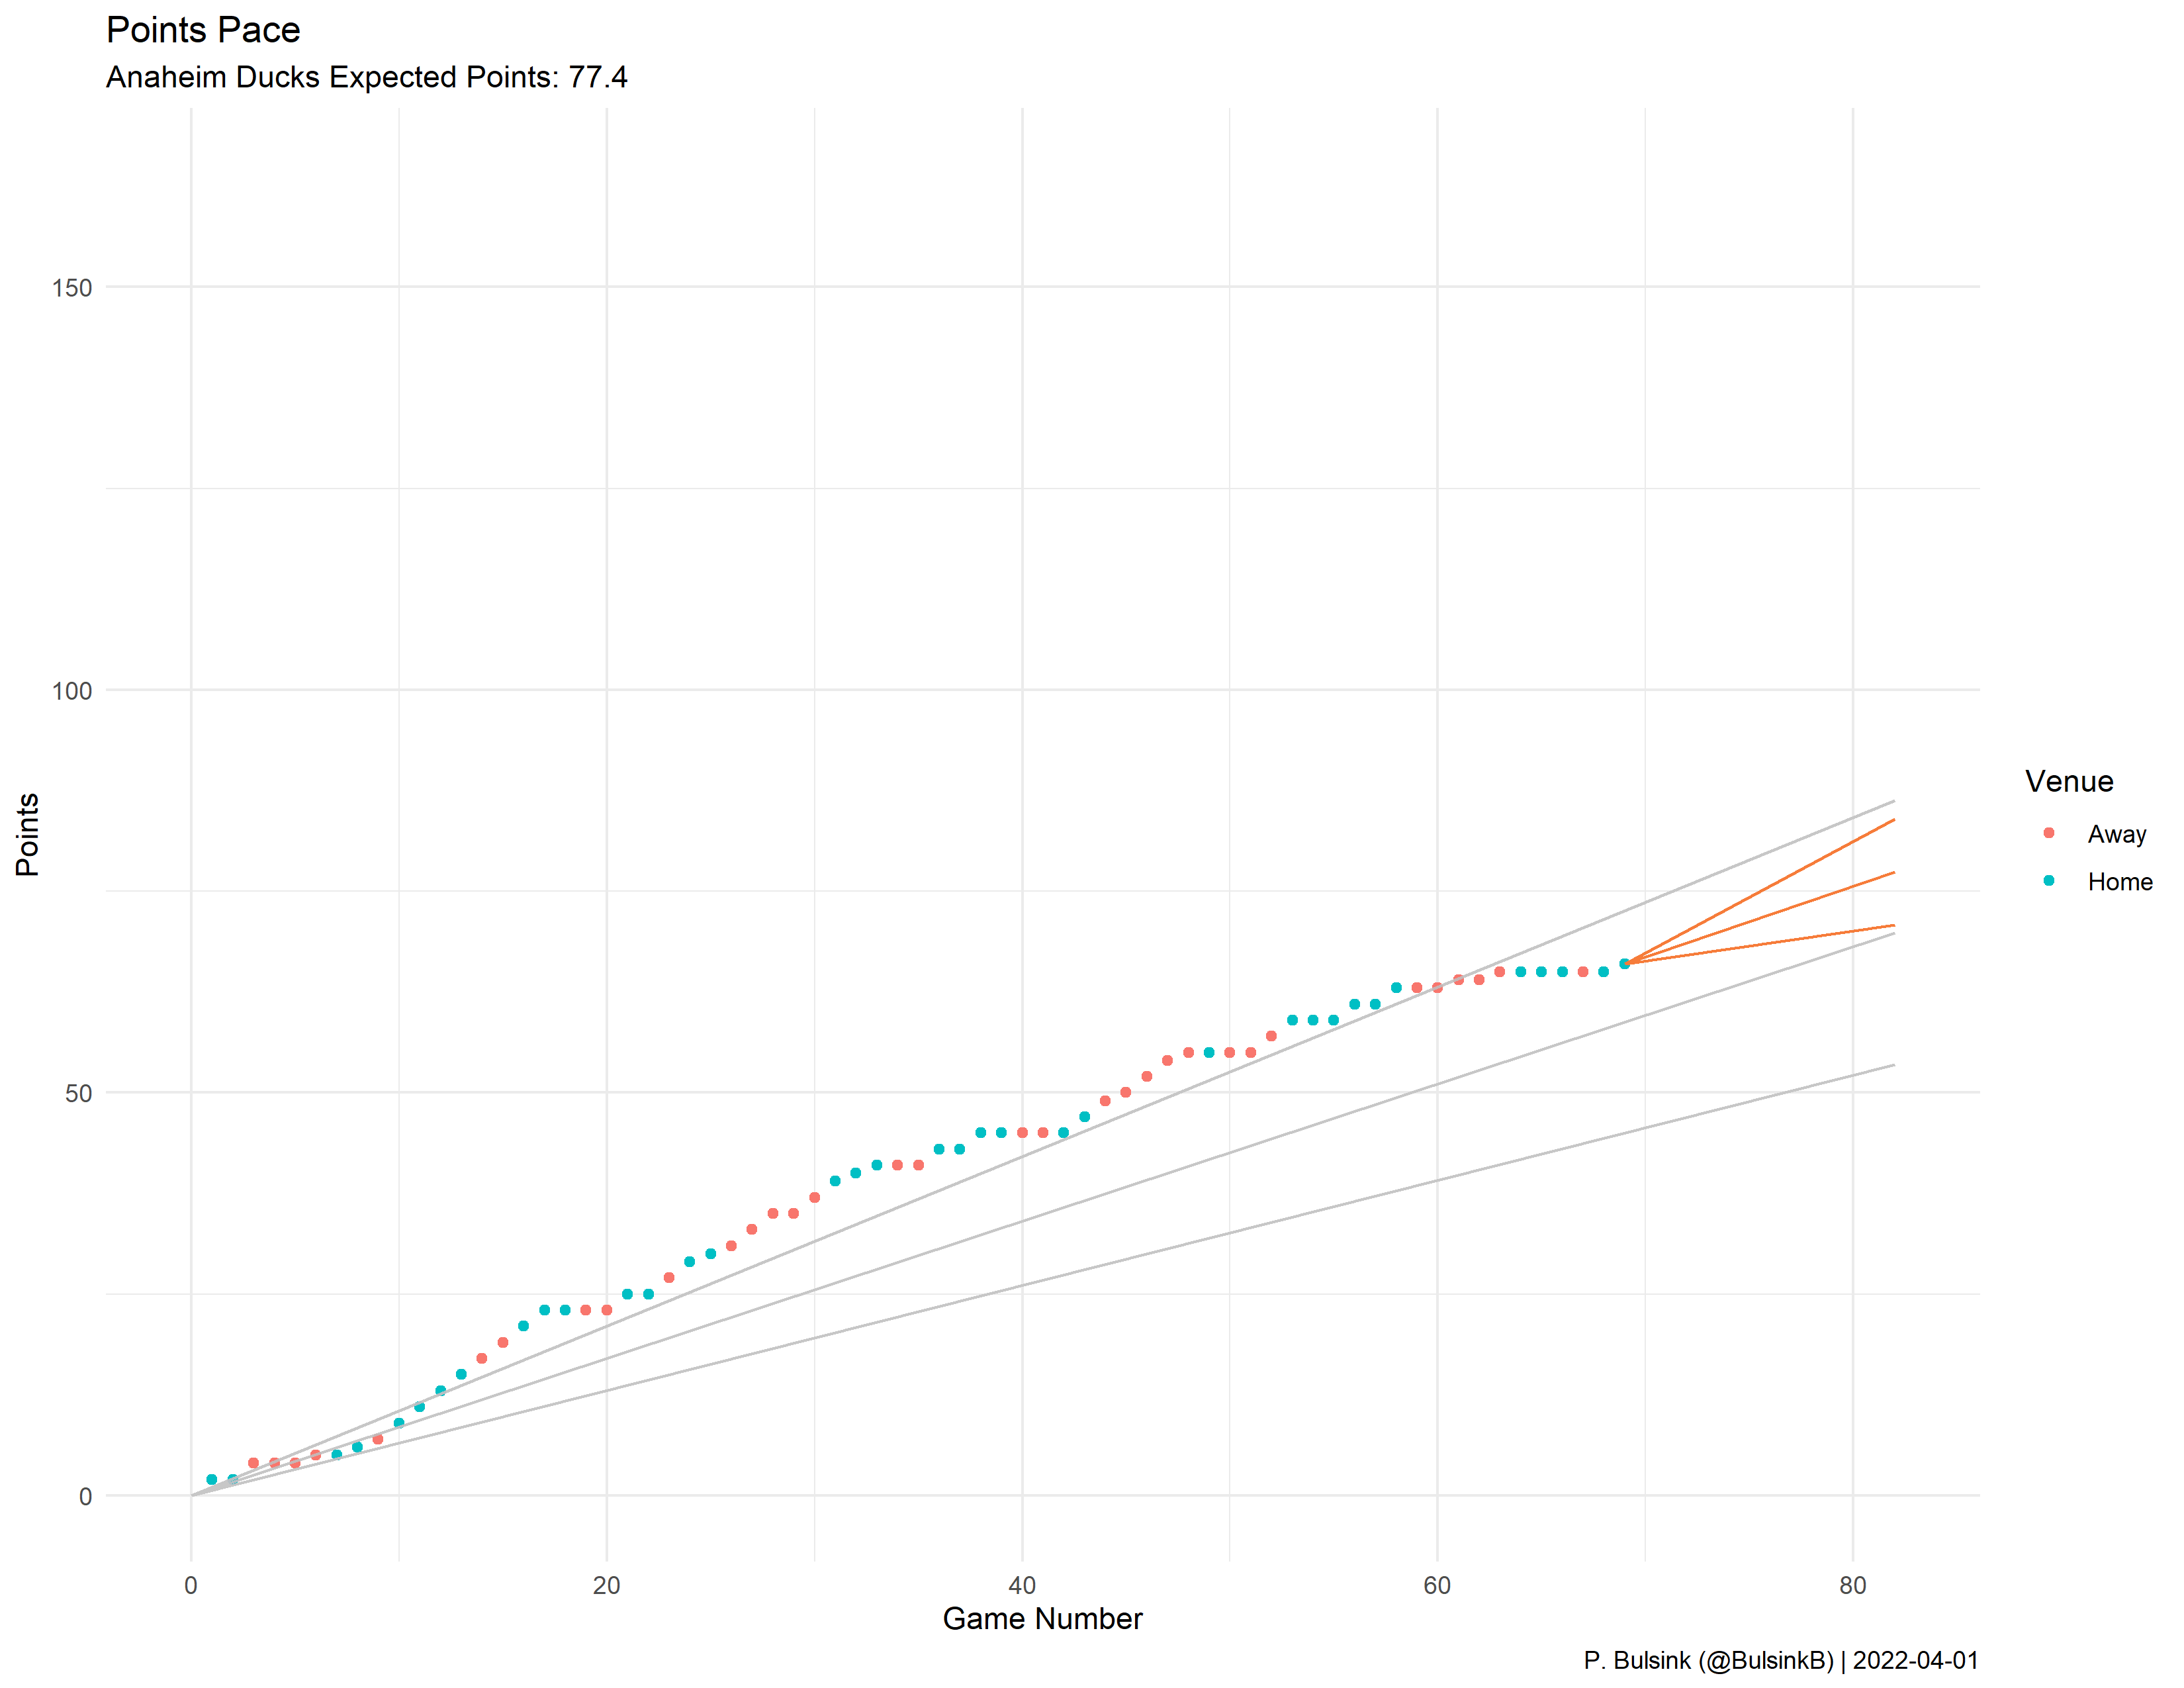 Points Pace
Anaheim Ducks Expected Points: 77.4
150
100
50
0
Points
0 20 40 60 80
Game Number
Venue
Away
Home
P. Bulsink (@BulsinkB) | 2022-04-01